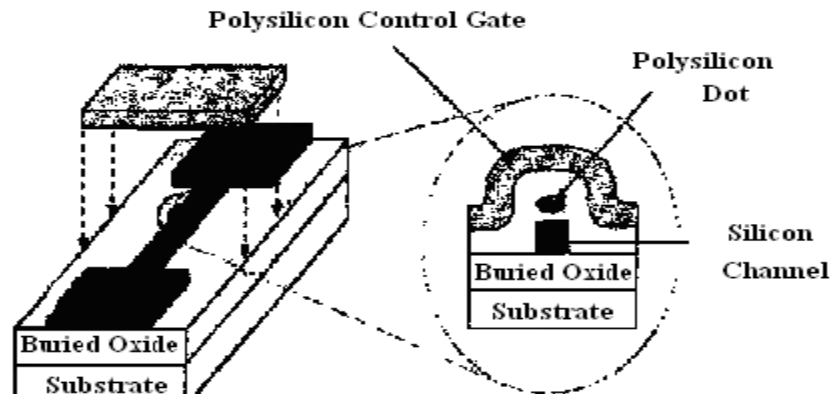 Polysilicon Control Gate
Polysilicon
Dot
Silicon
Channel
Buried Oxide
Substrate
Buried Oxide
Substrate